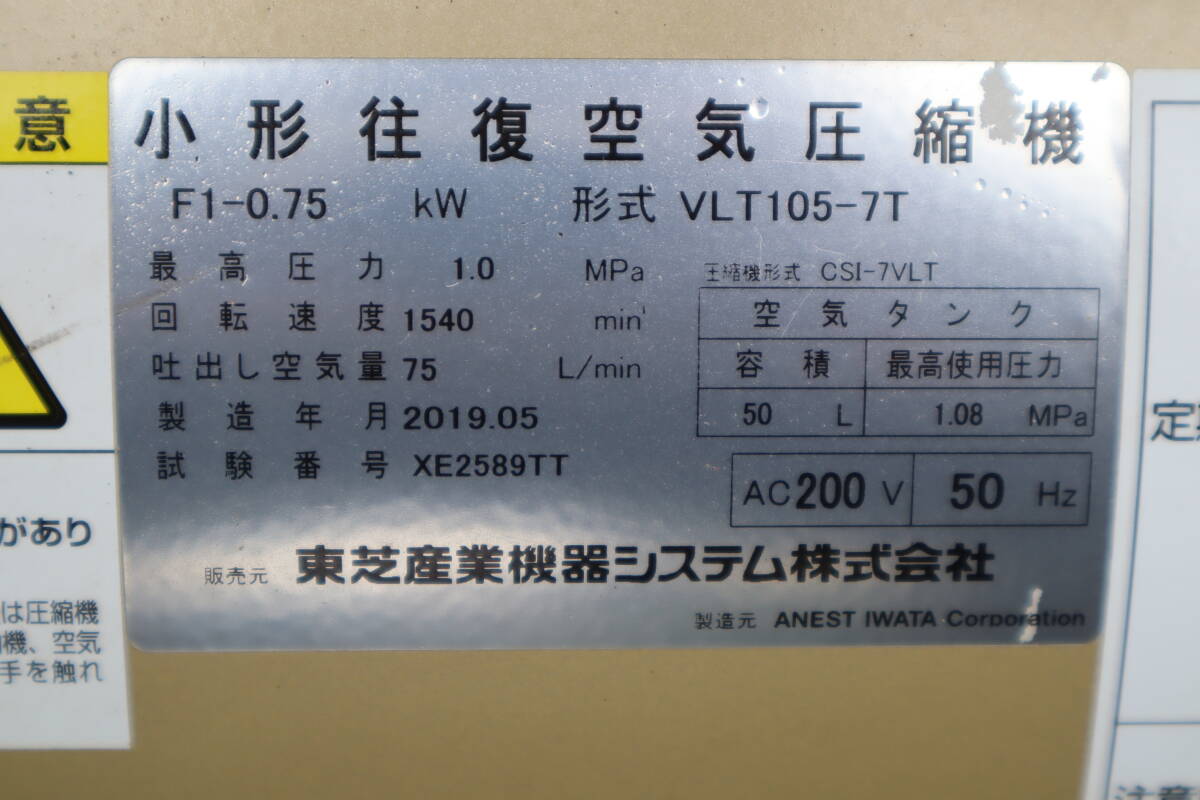 意
小形往復空気圧縮機
F1-0.75 kW 形式 VLT105-7T
最高圧力 1.0 MPa
圧縮機形式 CSI-7VLT
回転速度 1540 min
空気タンク
吐出し空気量 75 L/min
容積 最高使用圧力
製造年月 2019.05
50 L 1.08 MPa
試験番号 XE2589TT
AC 200 V 50 Hz
販売元 東芝産業機器システム株式会社
製造元 ANEST IWATA Corporation
があり
は圧縮機
機、空気
手を触れ
定
注意